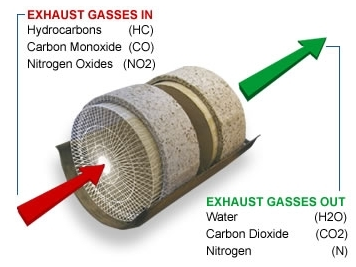 EXHAUST GASSES IN
Hydrocarbons (HC)
Carbon Monoxide (CO)
Nitrogen Oxides (NO2)
EXHAUST GASSES OUT
Water (H2O)
Carbon Dioxide (CO2)
Nitrogen (N)